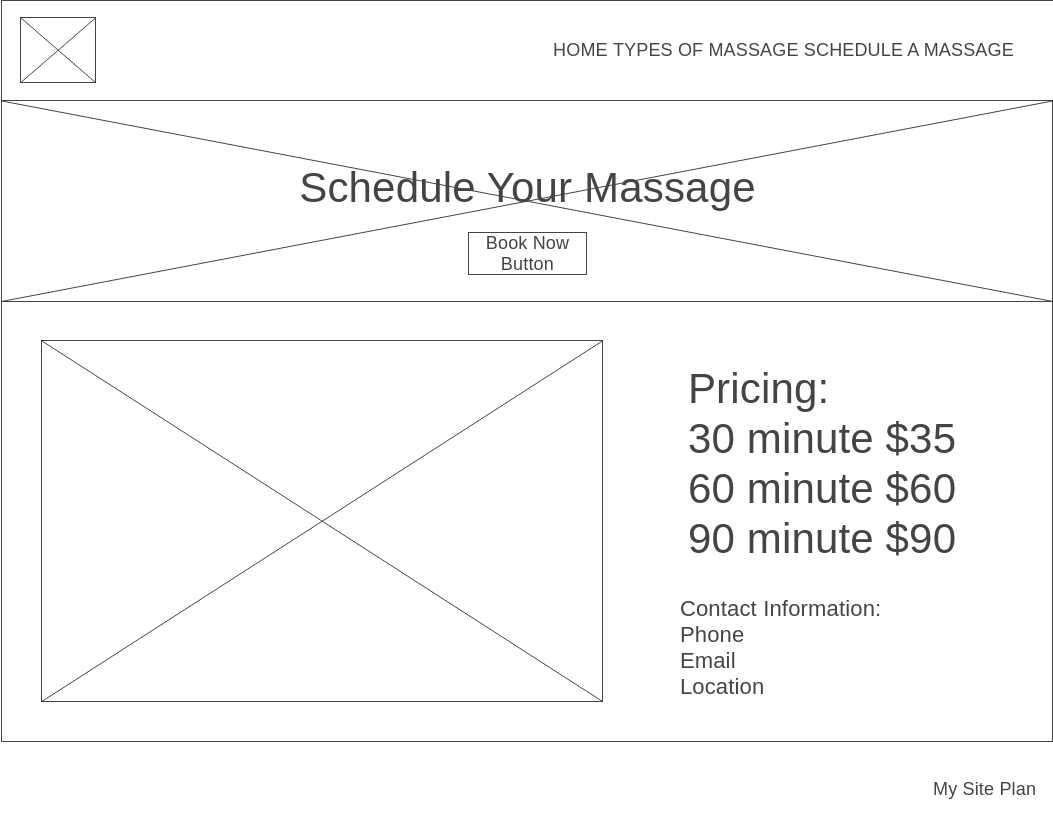 HOME TYPES OF MASSAGE SCHEDULE A MASSAGE
Schedule Your Massage
Book Now
Button
Pricing:
30 minute $35
60 minute $60
90 minute $90
Contact Information:
Phone
Email
Location
My Site Plan